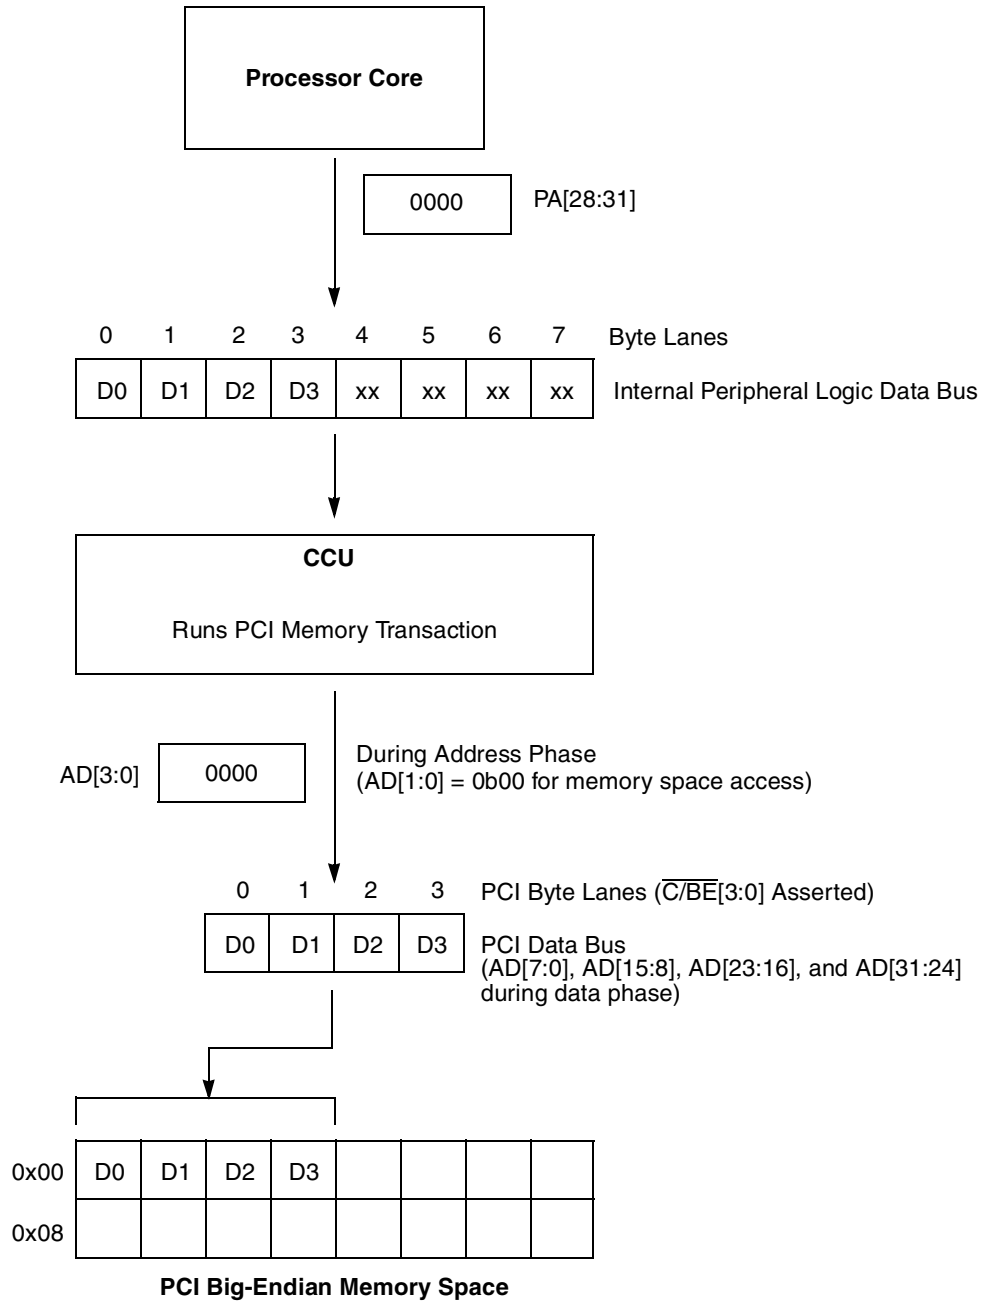 Processor Core
0000 PA[28:31]
0 1 2 3 4 5 6 7 Byte Lanes
D0 D1 D2 D3 xx xx xx xx Internal Peripheral Logic Data Bus
CCU
Runs PCI Memory Transaction
During Address Phase
AD[3:0] 0000 (AD[1:0] = 0b00 for memory space access)
0 1 2 3 PCI Byte Lanes (C/BE[3:0] Asserted)
D0 D1 D2 D3 PCI Data Bus
(AD[7:0], AD[15:8], AD[23:16], and AD[31:24]
during data phase)
0x00 D0 D1 D2 D3
0x08
PCI Big-Endian Memory Space